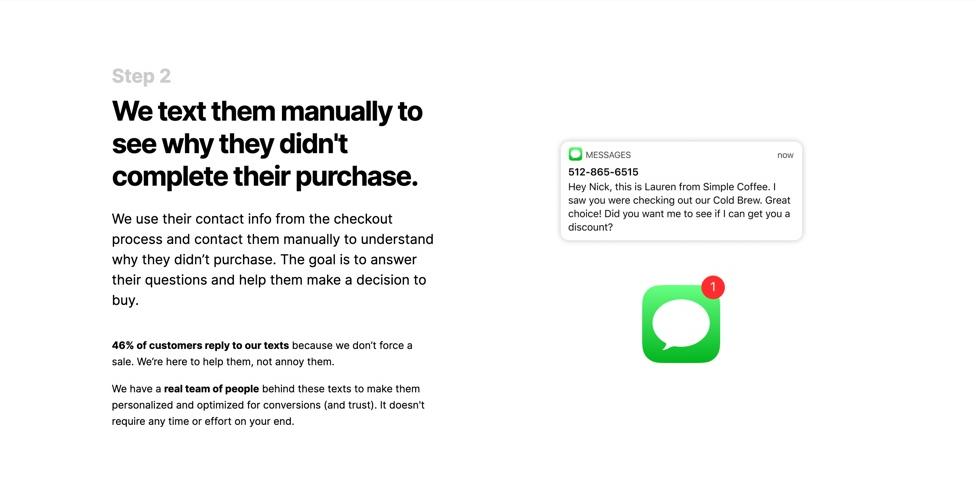 Step 2
We text them manually to
see why they didn't
complete their purchase.
We use their contact info from the checkout
process and contact them manually to understand
why they didn’t purchase. The goal is to answer
their questions and help them make a decision to
buy.
46% of customers reply to our texts because we don’t force a
sale. We’re here to help them, not annoy them.
We have a real team of people behind these texts to make them
personalized and optimized for conversions (and trust). It doesn't
require any time or effort on your end.
MESSAGES now
512-865-6515
Hey Nick, this is Lauren from Simple Coffee. I
saw you were checking out our Cold Brew. Great
choice! Did you want me to see if I can get you a
discount?
1